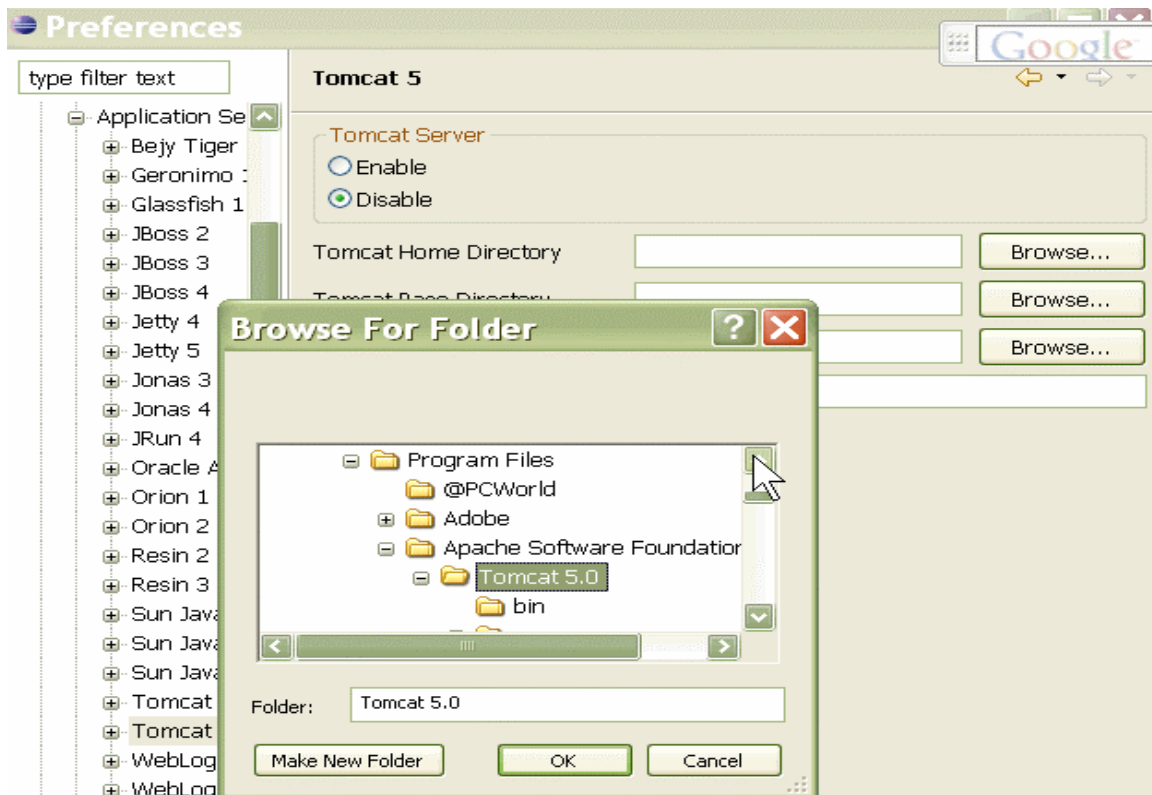 Preferences
Google
type filter text
Tomcat 5
Application Se
Bejy Tiger
Geronimo
Glassfish 1
JBoss 2
JBoss 3
JBoss 4
Jetty 4
Jetty 5
Jonas 3
Jonas 4
JRun 4
Oracle A
Orion 1
Orion 2
Resin 2
Resin 3
Sun Java
Sun Java
Sun Java
Tomcat
Tomcat
WebLog
WebLog
Tomcat Server
Enable
Disable
Tomcat Home Directory
Browse...
Tomcat Base Directory
Browse...
Browse...
Browse For Folder
Program Files
@PCWorld
Adobe
Apache Software Foundation
Tomcat 5.0
bin
Folder:
Tomcat 5.0
Make New Folder
OK
Cancel